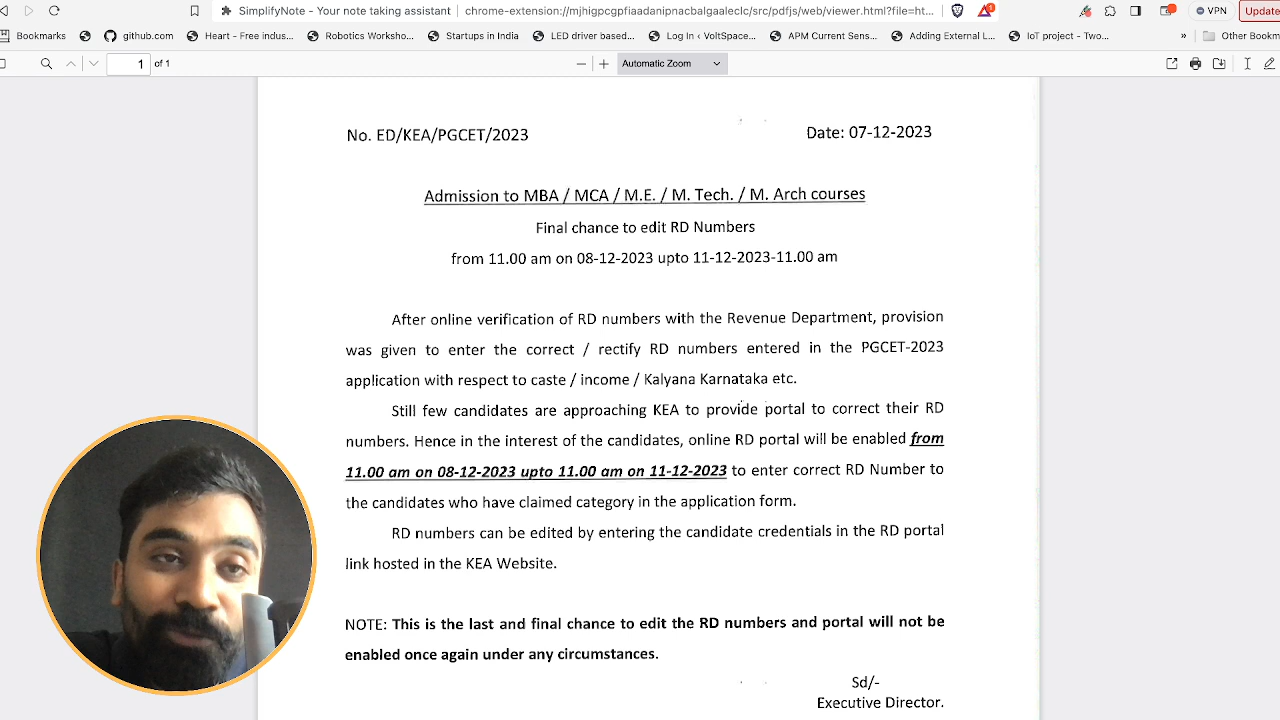 SimplifyNote - Your note taking assistant | chrome-extension://mjhigpcgpfiaadanipnacbalgaaleclc/src/pdfjs/web/viewer.html?file=ht... 1 VPN Update
Bookmarks github.com Heart - Free indus... Robotics Worksho... Startups in India LED driver based... Log In ‹ VoltSpace... APM Current Sens... Adding External L... IoT project - Two... » Other Bookm
1 of 1 − + Automatic Zoom
No. ED/KEA/PGCET/2023 Date: 07-12-2023
Admission to MBA / MCA / M.E. / M. Tech. / M. Arch courses
Final chance to edit RD Numbers
from 11.00 am on 08-12-2023 upto 11-12-2023-11.00 am
After online verification of RD numbers with the Revenue Department, provision
was given to enter the correct / rectify RD numbers entered in the PGCET-2023
application with respect to caste / income / Kalyana Karnataka etc.
Still few candidates are approaching KEA to provide portal to correct their RD
numbers. Hence in the interest of the candidates, online RD portal will be enabled from
11.00 am on 08-12-2023 upto 11.00 am on 11-12-2023 to enter correct RD Number to
the candidates who have claimed category in the application form.
RD numbers can be edited by entering the candidate credentials in the RD portal
link hosted in the KEA Website.
NOTE: This is the last and final chance to edit the RD numbers and portal will not be
enabled once again under any circumstances.
Sd/-
Executive Director.